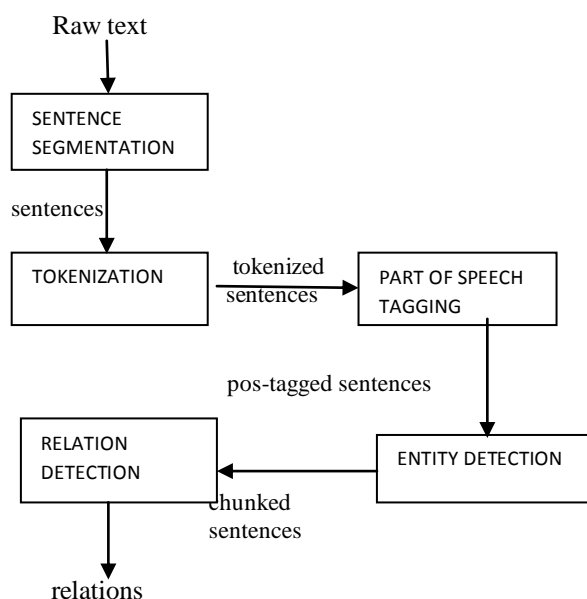 Raw text
SENTENCE
SEGMENTATION
sentences
TOKENIZATION
tokenized
sentences
PART OF SPEECH
TAGGING
pos-tagged sentences
ENTITY DETECTION
chunked
sentences
RELATION
DETECTION
relations